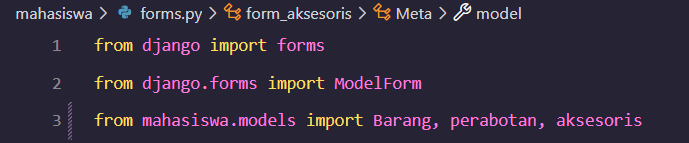 mahasiswa > forms.py > form_aksesoris > Meta > model
1 from django import forms
2 from django.forms import ModelForm
3 from mahasiswa.models import Barang, perabotan, aksesoris